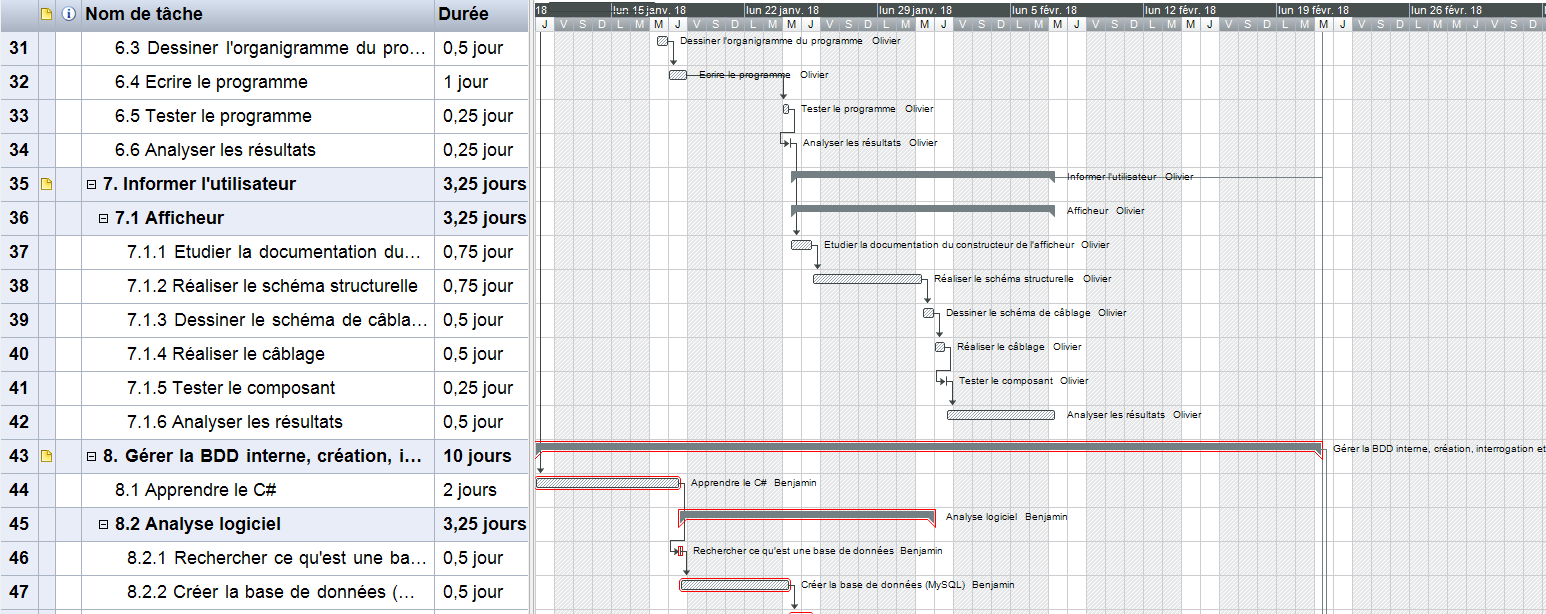 Nom de tâche Durée
18 lun 15 janv. 18 lun 22 janv. 18 lun 29 janv. 18 lun 5 févr. 18 lun 12 févr. 18 lun 19 févr. 18 lun 26 févr. 18
J V S D L M M J V S D L M M J V S D L M M J V S D L M M J V S D L M M J V S D L M M J V S D L M M J V S D
31 6.3 Dessiner l'organigramme du pro... 0,5 jour Dessiner l'organigramme du programme Olivier
32 6.4 Ecrire le programme 1 jour Ecrire le programme Olivier
33 6.5 Tester le programme 0,25 jour Tester le programme Olivier
34 6.6 Analyser les résultats 0,25 jour Analyser les résultats Olivier
35 7. Informer l'utilisateur 3,25 jours Informer l'utilisateur Olivier
36 7.1 Afficheur 3,25 jours Afficheur Olivier
37 7.1.1 Etudier la documentation du... 0,75 jour Etudier la documentation du constructeur de l'afficheur Olivier
38 7.1.2 Réaliser le schéma structurelle 0,75 jour Réaliser le schéma structurelle Olivier
39 7.1.3 Dessiner le schéma de câbla... 0,5 jour Dessiner le schéma de câblage Olivier
40 7.1.4 Réaliser le câblage 0,5 jour Réaliser le câblage Olivier
41 7.1.5 Tester le composant 0,25 jour Tester le composant Olivier
42 7.1.6 Analyser les résultats 0,5 jour Analyser les résultats Olivier
43 8. Gérer la BDD interne, création, i... 10 jours Gérer la BDD interne, création, interrogation et
44 8.1 Apprendre le C# 2 jours Apprendre le C# Benjamin
45 8.2 Analyse logiciel 3,25 jours Analyse logiciel Benjamin
46 8.2.1 Rechercher ce qu'est une ba... 0,5 jour Rechercher ce qu'est une base de données Benjamin
47 8.2.2 Créer la base de données (... 0,5 jour Créer la base de données (MySQL) Benjamin